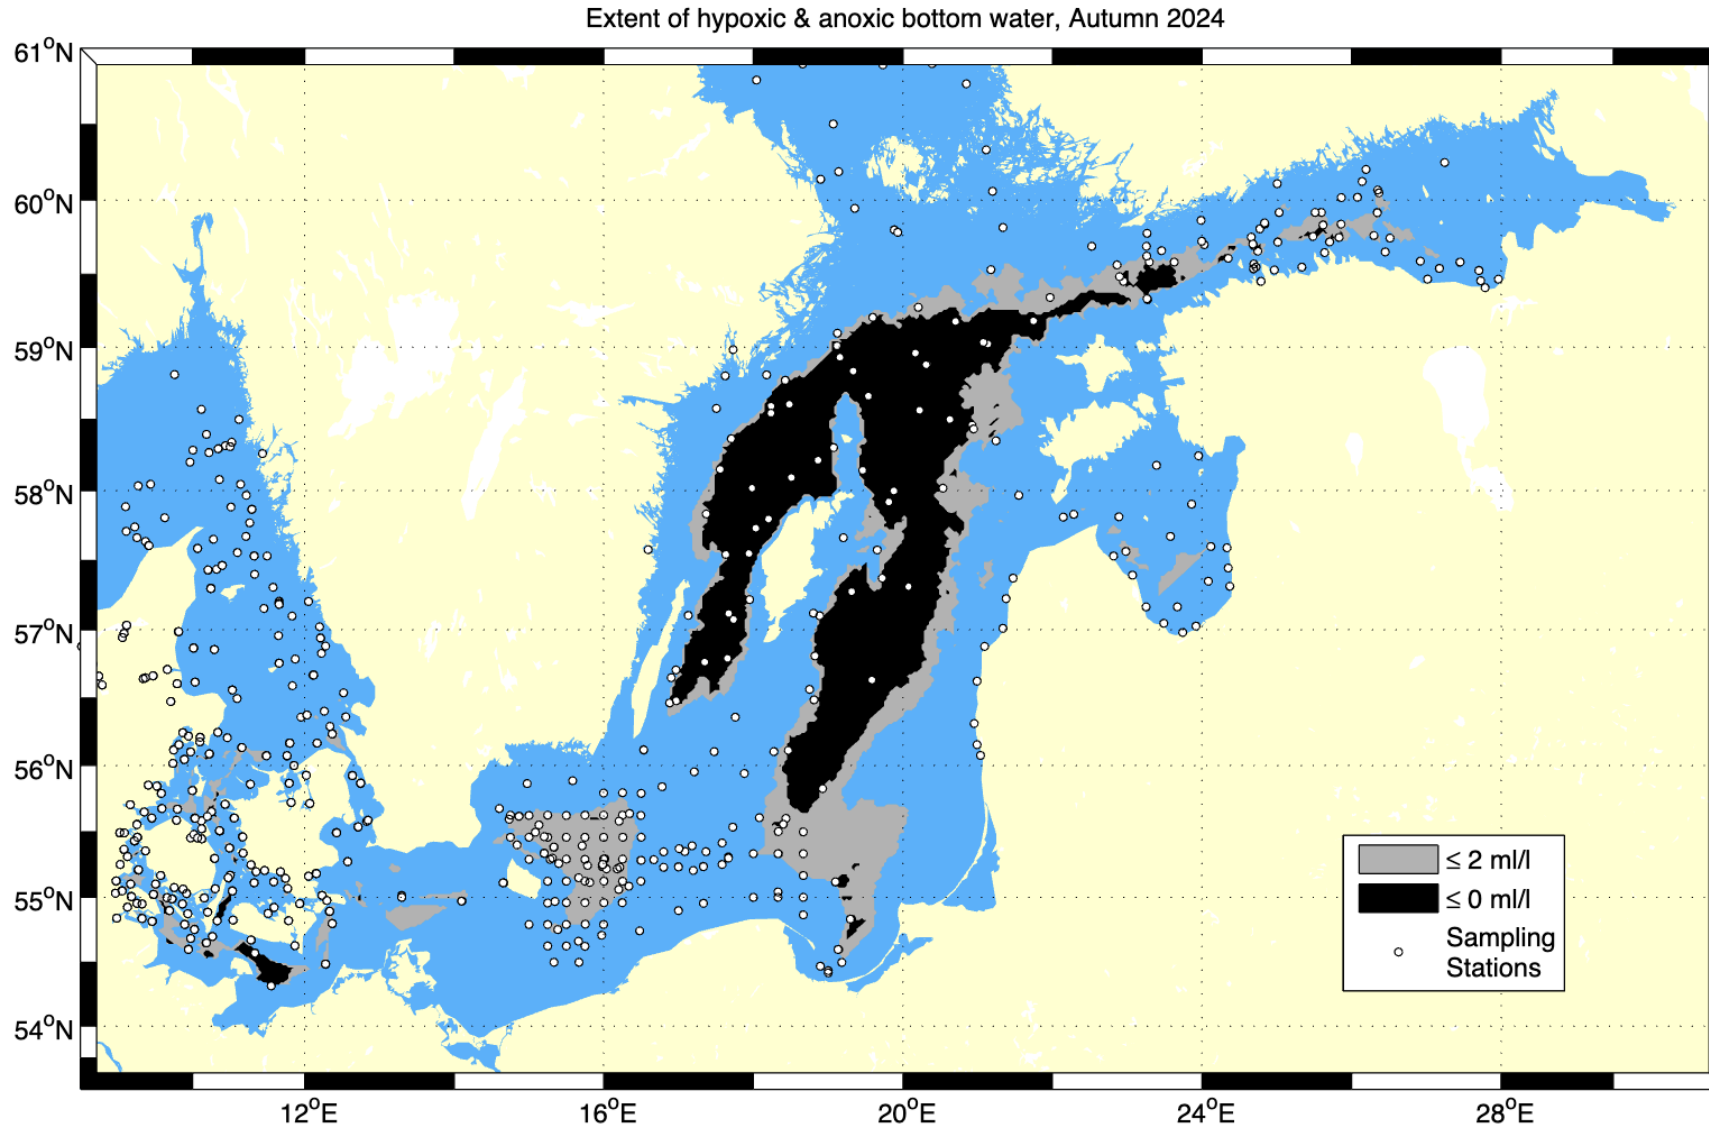 Extent of hypoxic & anoxic bottom water, Autumn 2024
61°N
60°N
59°N
58°N
57°N
56°N
55°N
54°N
≤ 2 ml/l
≤ 0 ml/l
Sampling
Stations
12°E
16°E
20°E
24°E
28°E